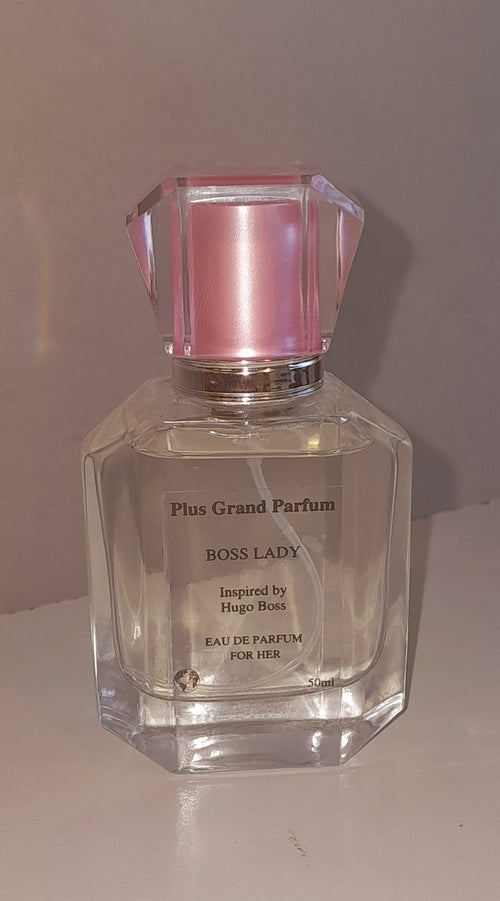 Plus Grand Parfum
BOSS LADY
Inspired by
Hugo Boss
EAU DE PARFUM
FOR HER
50ml